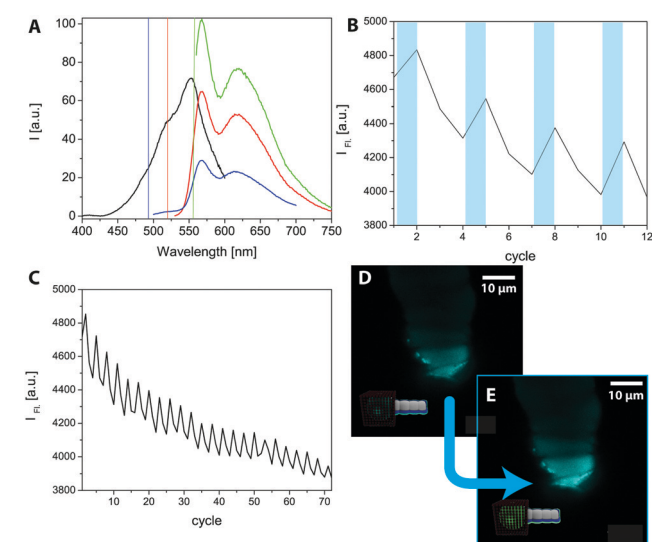 A
I [a.u.]
100
80
60
40
20
0
400 450 500 550 600 650 700 750
Wavelength [nm]
B
I Fl. [a.u.]
5000
4800
4600
4400
4200
4000
3800
2 4 6 8 10 12
cycle
C
I Fl. [a.u.]
5000
4800
4600
4400
4200
4000
3800
10 20 30 40 50 60 70
cycle
D
10 μm
E
10 μm